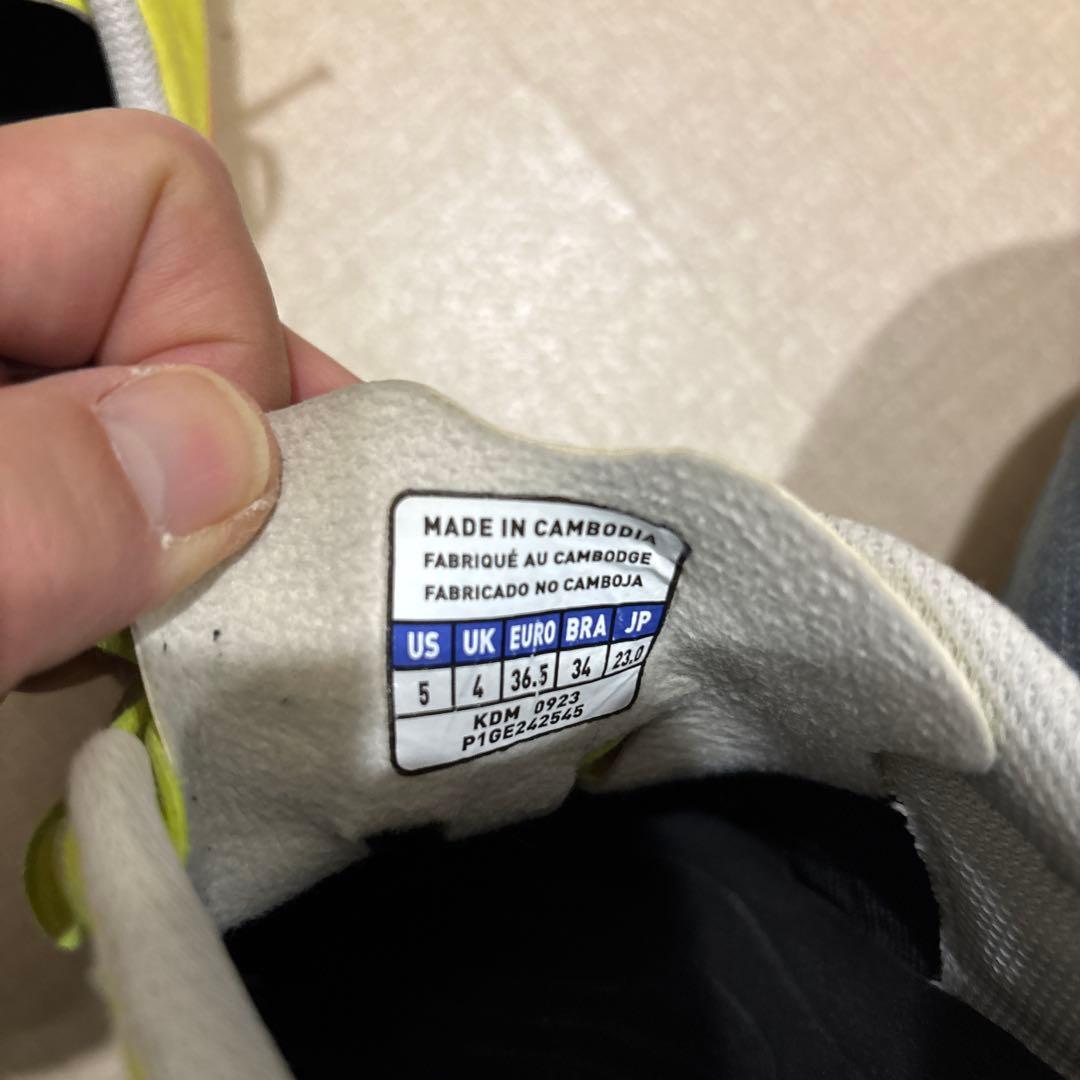 MADE IN CAMBODIA
FABRIQUÉ AU CAMBODGE
FABRICADO NO CAMBOJA
US UK EURO BRA JP
5 4 36.5 34 23.0
KDM 0923
P1GE242545